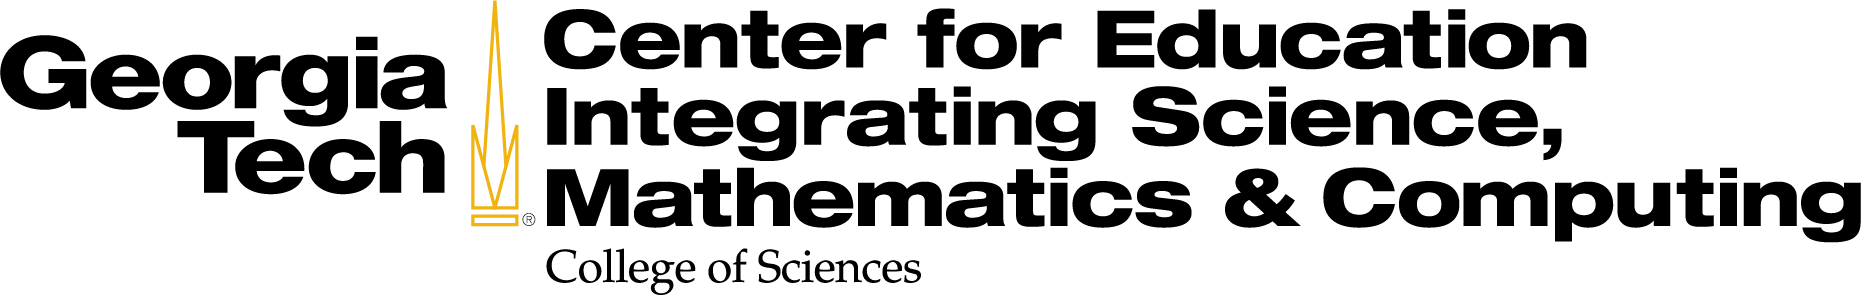 Georgia
Tech
®
Center for Education
Integrating Science,
Mathematics & Computing
College of Sciences